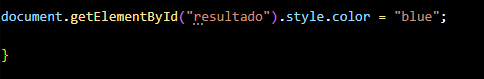 document.getElementById("resultado").style.color = "blue";
}